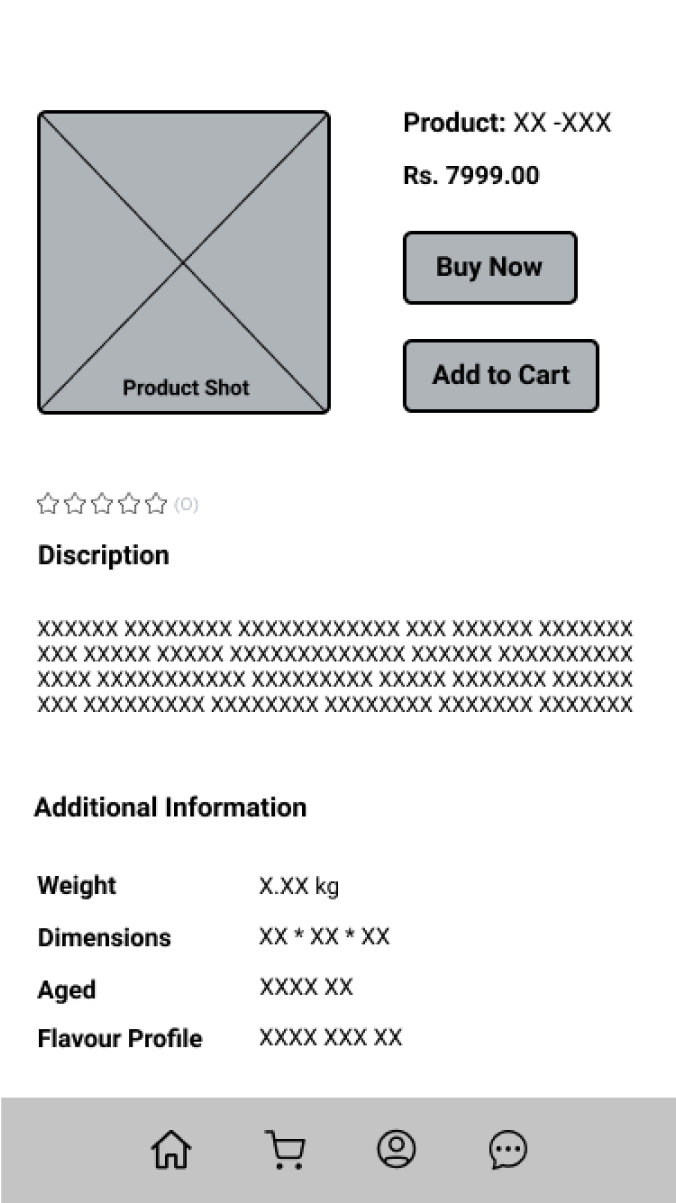 Product: XX -XXX
Rs. 7999.00
Buy Now
Add to Cart
Product Shot
(0)
Discription
XXXXXX XXXXXXXX XXXXXXXXXXXX XXX XXXXXX XXXXXXX
XXX XXXXX XXXXX XXXXXXXXXXXXX XXXXXX XXXXXXXXXX
XXXX XXXXXXXXXXX XXXXXXXXX XXXXX XXXXXXX XXXXXX
XXX XXXXXXXXX XXXXXXXX XXXXXXXX XXXXXXX XXXXXXX
Additional Information
Weight X.XX kg
Dimensions XX * XX * XX
Aged XXXX XX
Flavour Profile XXXX XXX XX